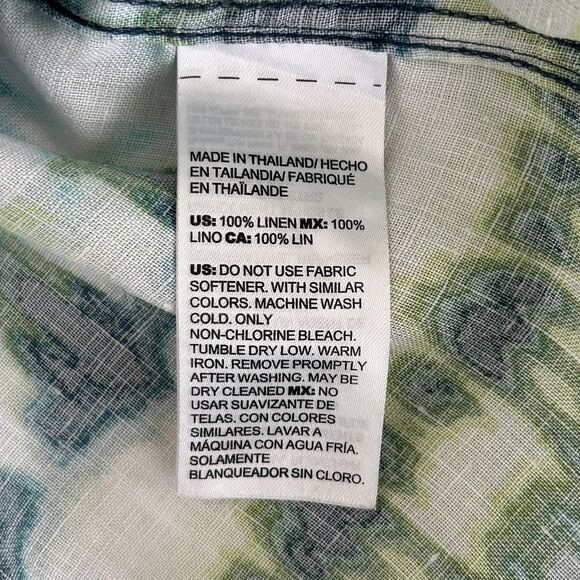 MADE IN THAILAND/ HECHO
EN TAILANDIA/ FABRIQUÉ
EN THAÏLANDE
US: 100% LINEN MX: 100%
LINO CA: 100% LIN
US: DO NOT USE FABRIC
SOFTENER. WITH SIMILAR
COLORS. MACHINE WASH
COLD. ONLY
NON-CHLORINE BLEACH.
TUMBLE DRY LOW. WARM
IRON. REMOVE PROMPTLY
AFTER WASHING. MAY BE
DRY CLEANED MX: NO
USAR SUAVIZANTE DE
TELAS. CON COLORES
SIMILARES. LAVAR A
MÁQUINA CON AGUA FRÍA.
SOLAMENTE
BLANQUEADOR SIN CLORO.